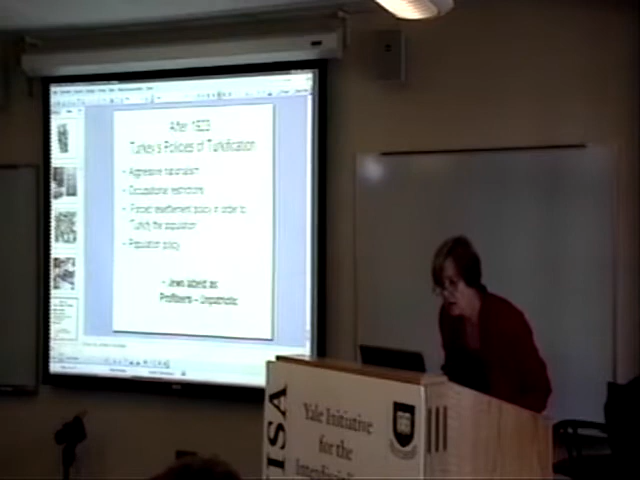 After 1923
Turkey's Policies of Turkification
- Aggressive nationalism
- Occupational restrictions
- Forced resettlement policy in order to
Turkify the population
- Population policy
- Jews labeled as
Profiteers – Unpatriotic
ISA
Yale Initiative
for the